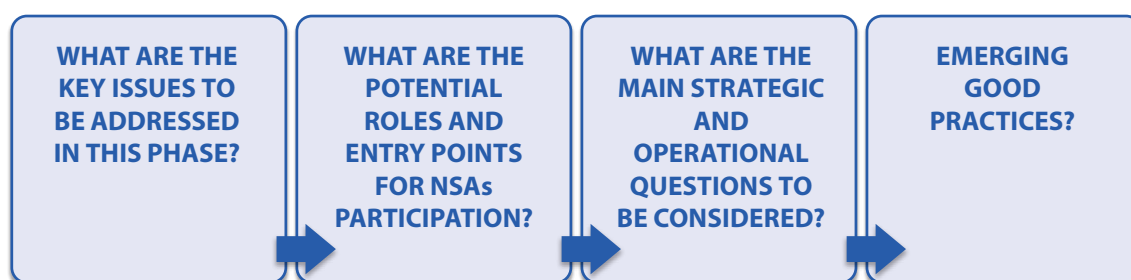 WHAT ARE THE
KEY ISSUES TO
BE ADDRESSED
IN THIS PHASE?
WHAT ARE THE
POTENTIAL
ROLES AND
ENTRY POINTS
FOR NSAs
PARTICIPATION?
WHAT ARE THE
MAIN STRATEGIC
AND
OPERATIONAL
QUESTIONS TO
BE CONSIDERED?
EMERGING
GOOD
PRACTICES?